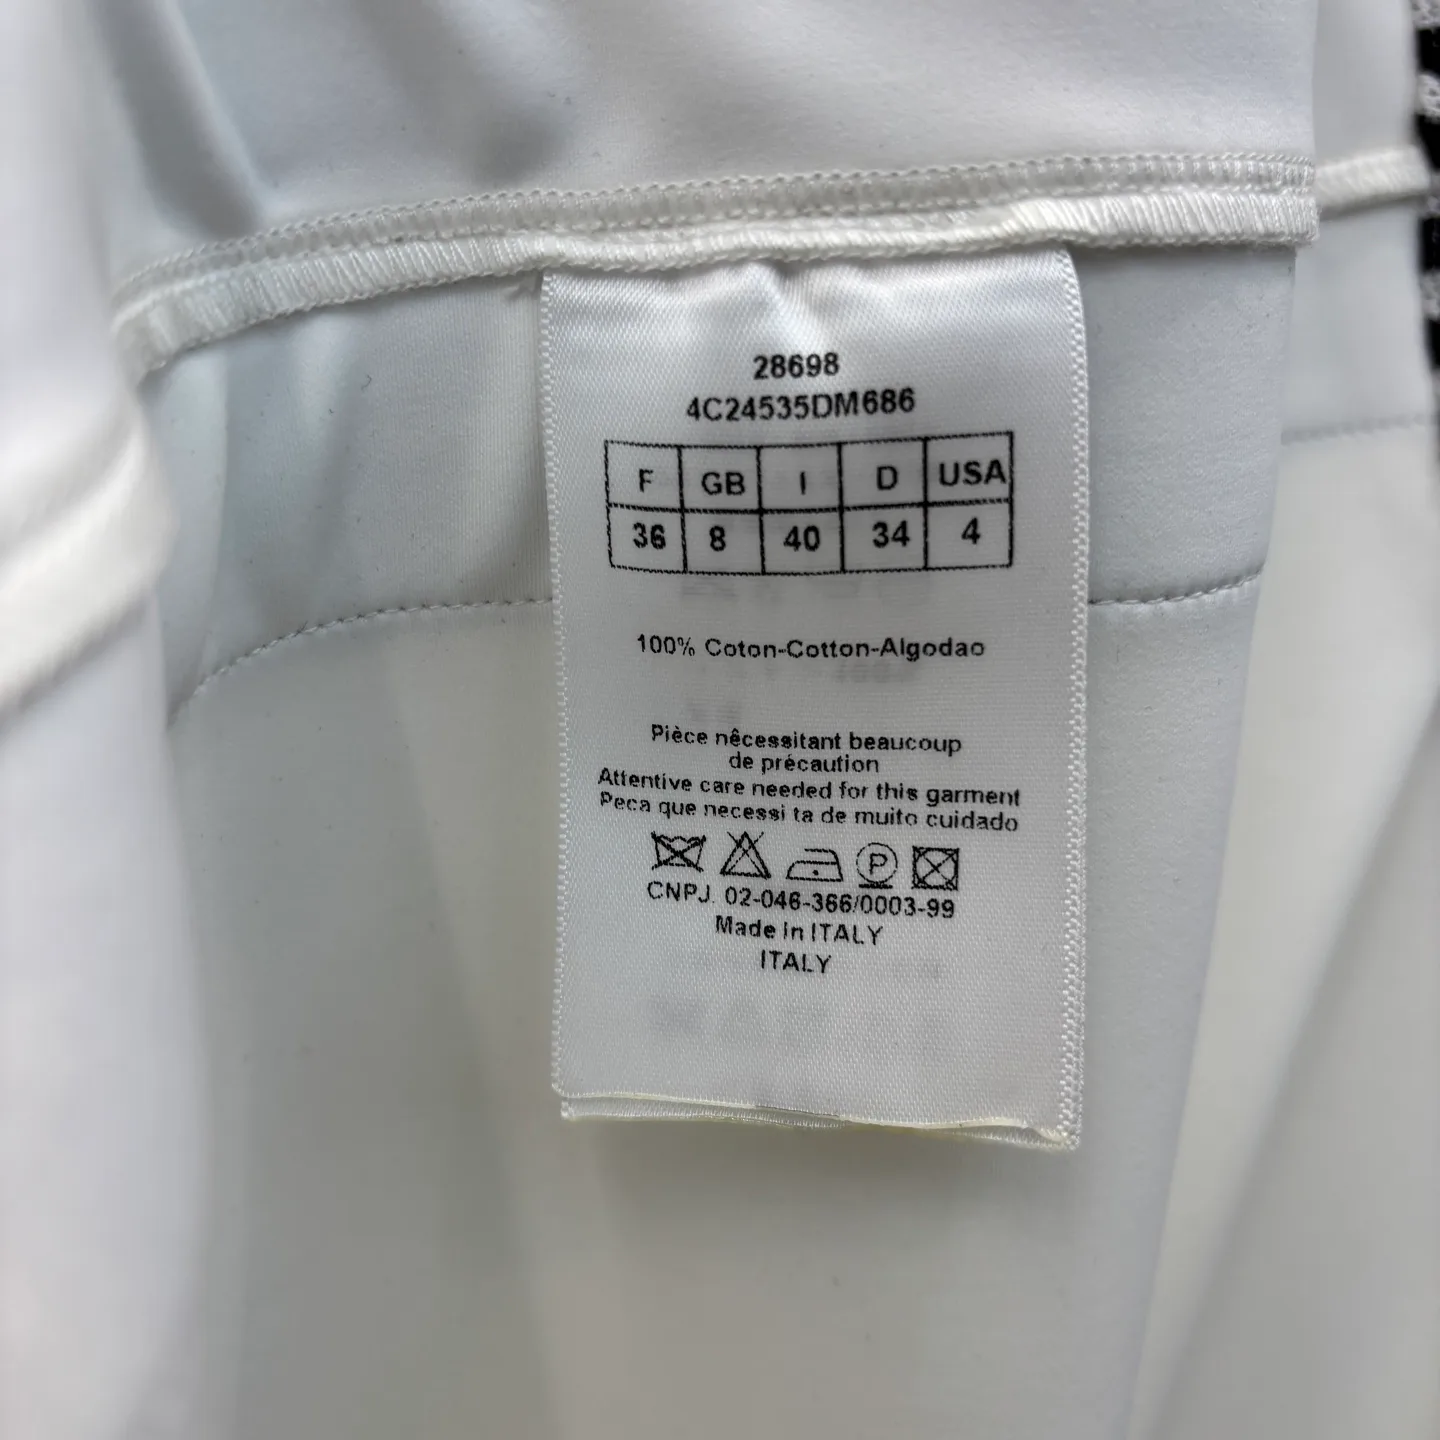 28698
4C24535DM686
F GB I D USA
36 8 40 34 4
100% Coton-Cotton-Algodao
Pièce nêcessitant beaucoup
de précaution
Attentive care needed for this garment
Peca que necessi ta de muito cuidado
P
CNPJ. 02-046-366/0003-99
Made in ITALY
ITALY